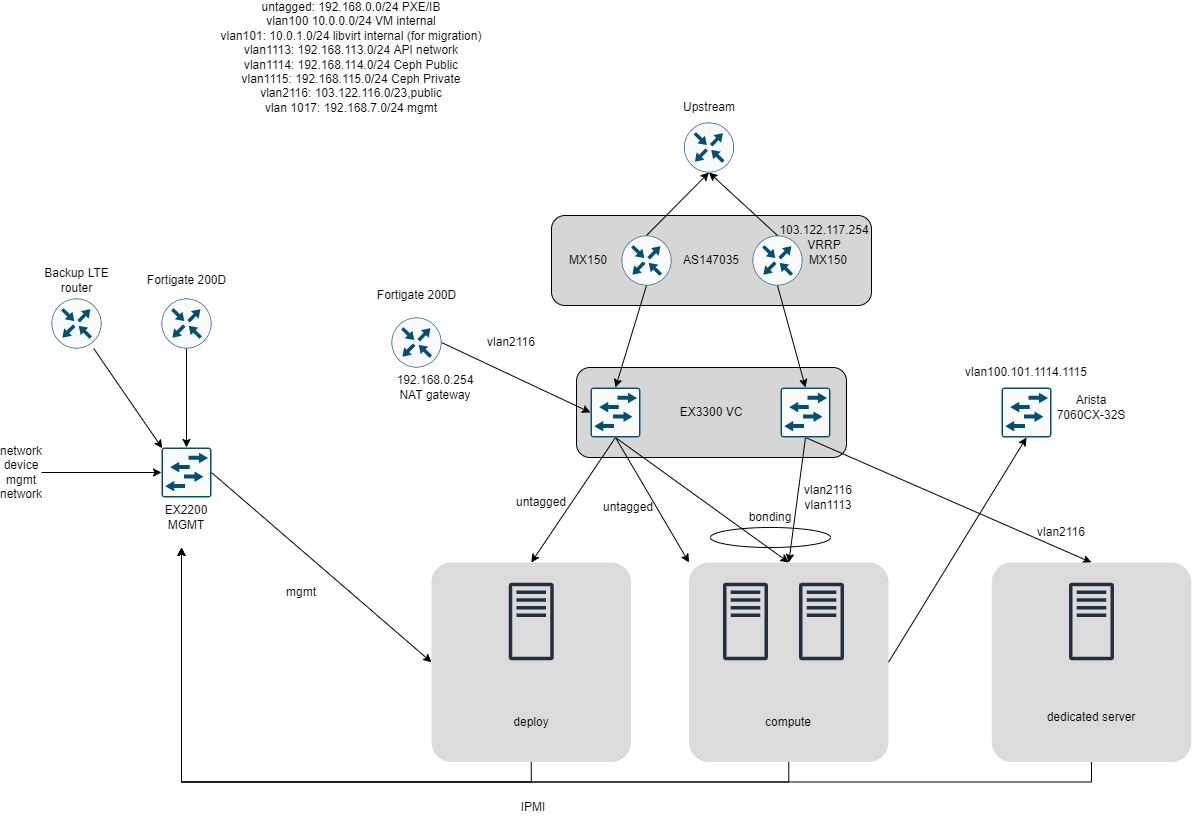 untagged: 192.168.0.0/24 PXE/IB
vlan100 10.0.0.0/24 VM internal
vlan101: 10.0.1.0/24 libvirt internal (for migration)
vlan1113: 192.168.113.0/24 API network
vlan1114: 192.168.114.0/24 Ceph Public
vlan1115: 192.168.115.0/24 Ceph Private
vlan2116: 103.122.116.0/23,public
vlan 1017: 192.168.7.0/24 mgmt
Upstream
103.122.117.254
VRRP
MX150
AS147035
MX150
Backup LTE
router
Fortigate 200D
Fortigate 200D
vlan2116
192.168.0.254
NAT gateway
EX3300 VC
vlan100.101.1114.1115
Arista
7060CX-32S
network
device
mgmt
network
EX2200
MGMT
untagged
untagged
vlan2116
vlan1113
bonding
vlan2116
mgmt
deploy
compute
dedicated server
IPMI